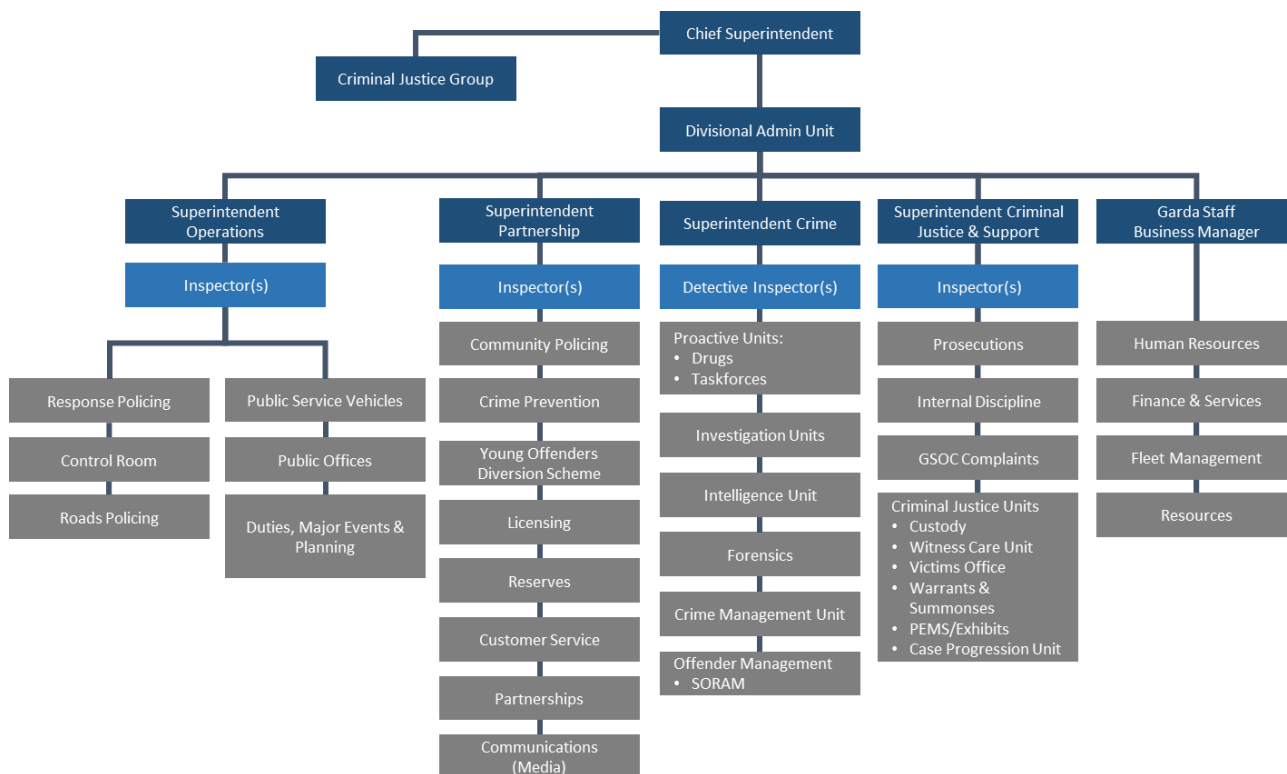 Chief Superintendent
Criminal Justice Group
Divisional Admin Unit
Superintendent
Operations
Inspector(s)
Response Policing
Control Room
Roads Policing
Public Service Vehicles
Public Offices
Duties, Major Events &
Planning
Superintendent
Partnership
Inspector(s)
Community Policing
Crime Prevention
Young Offenders
Diversion Scheme
Licensing
Reserves
Customer Service
Partnerships
Communications
(Media)
Superintendent Crime
Detective Inspector(s)
Proactive Units:
• Drugs
• Taskforces
Investigation Units
Intelligence Unit
Forensics
Crime Management Unit
Offender Management
• SORAM
Superintendent Criminal
Justice & Support
Inspector(s)
Prosecutions
Internal Discipline
GSOC Complaints
Criminal Justice Units
• Custody
• Witness Care Unit
• Victims Office
• Warrants &
Summonses
• PEMS/Exhibits
• Case Progression Unit
Garda Staff
Business Manager
Human Resources
Finance & Services
Fleet Management
Resources